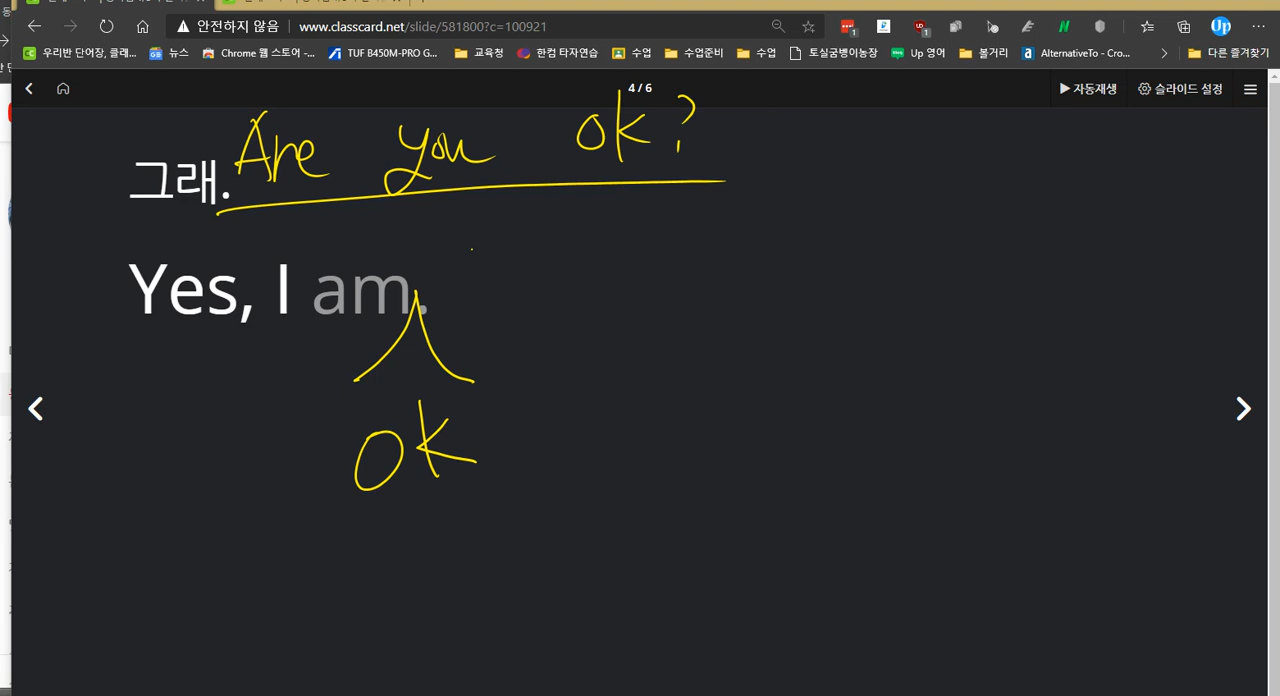 안전하지 않음 www.classcard.net/slide/581800?c=100921 Up
우리반 단어장, 클래... 뉴스 Chrome 웹 스토어 -... TUF B450M-PRO G... 교육청 한컴 타자연습 수업 수업준비 수업 토실굼벵이농장 Up 영어 볼거리 AlternativeTo - Cro... 다른 즐겨찾기
4 / 6 자동재생 슬라이드 설정
Are you ok?
그래.
Yes, I am.
ok